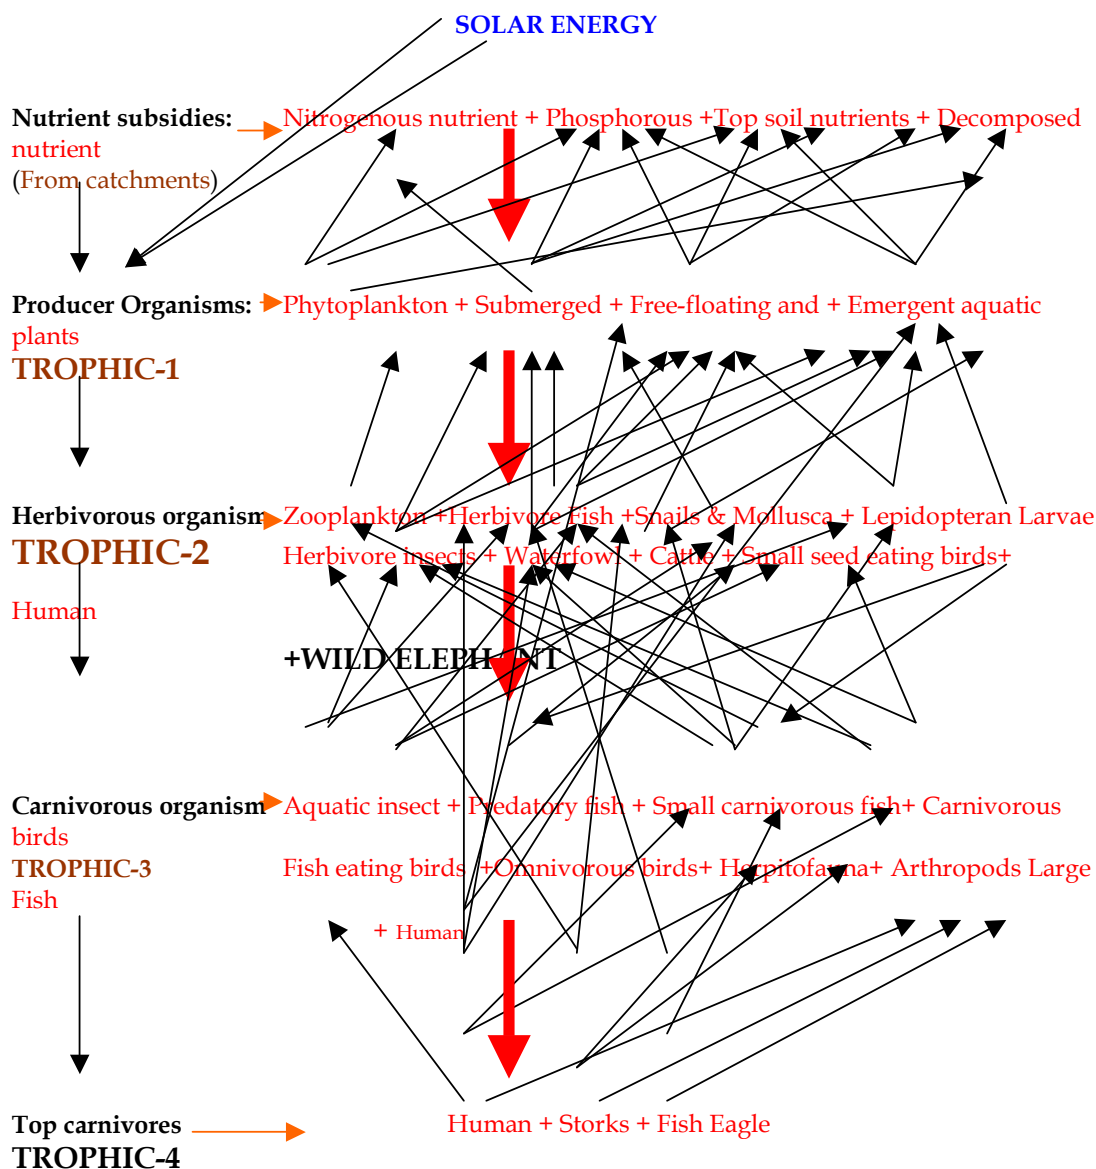 SOLAR ENERGY
Nutrient subsidies: Nitrogenous nutrient + Phosphorous +Top soil nutrients + Decomposed
nutrient
(From catchments)
Producer Organisms: Phytoplankton + Submerged + Free-floating and + Emergent aquatic
plants
TROPHIC-1
Herbivorous organism Zooplankton +Herbivore Fish +Snails & Mollusca + Lepidopteran Larvae
TROPHIC-2 Herbivore insects + Waterfowl + Cattle + Small seed eating birds+
Human
+WILD ELEPHANT
Carnivorous organism Aquatic insect + Predatory fish + Small carnivorous fish+ Carnivorous
birds
TROPHIC-3 Fish eating birds +Omnivorous birds+ Herpitofauna+ Arthropods Large
Fish
+ Human
Top carnivores Human + Storks + Fish Eagle
TROPHIC-4